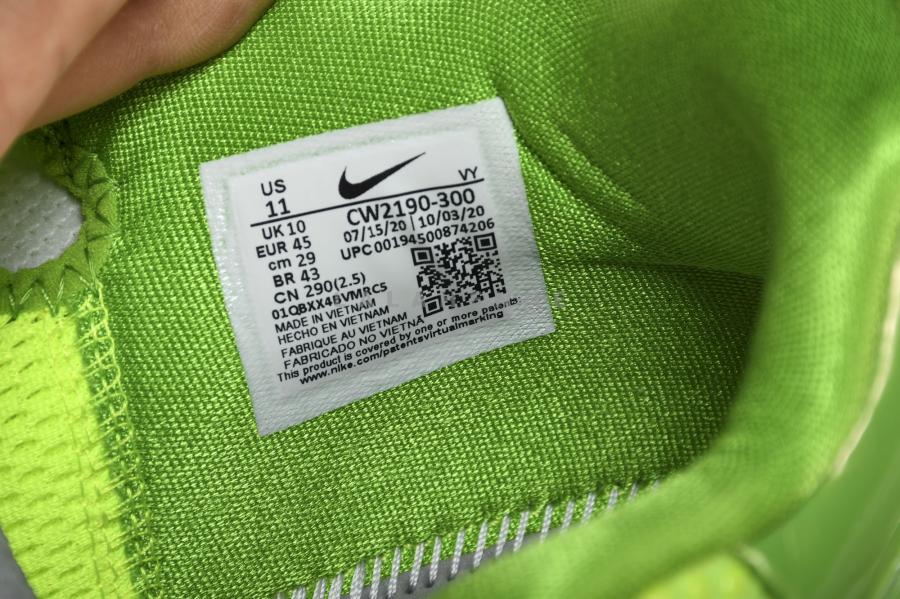 US
11
VY
UK 10
CW2190-300
EUR 45
07/15/20 | 10/03/20
cm 29
UPC 00194500874206
BR 43
CN 290(2.5)
01QBXX4BVMRC5
MADE IN VIETNAM
HECHO EN VIETNAM
FABRIQUE AU VIETNAM
FABRICADO NO VIETNA
This product is covered by one or more patents:
www.nike.com/patentsvirtualmarking